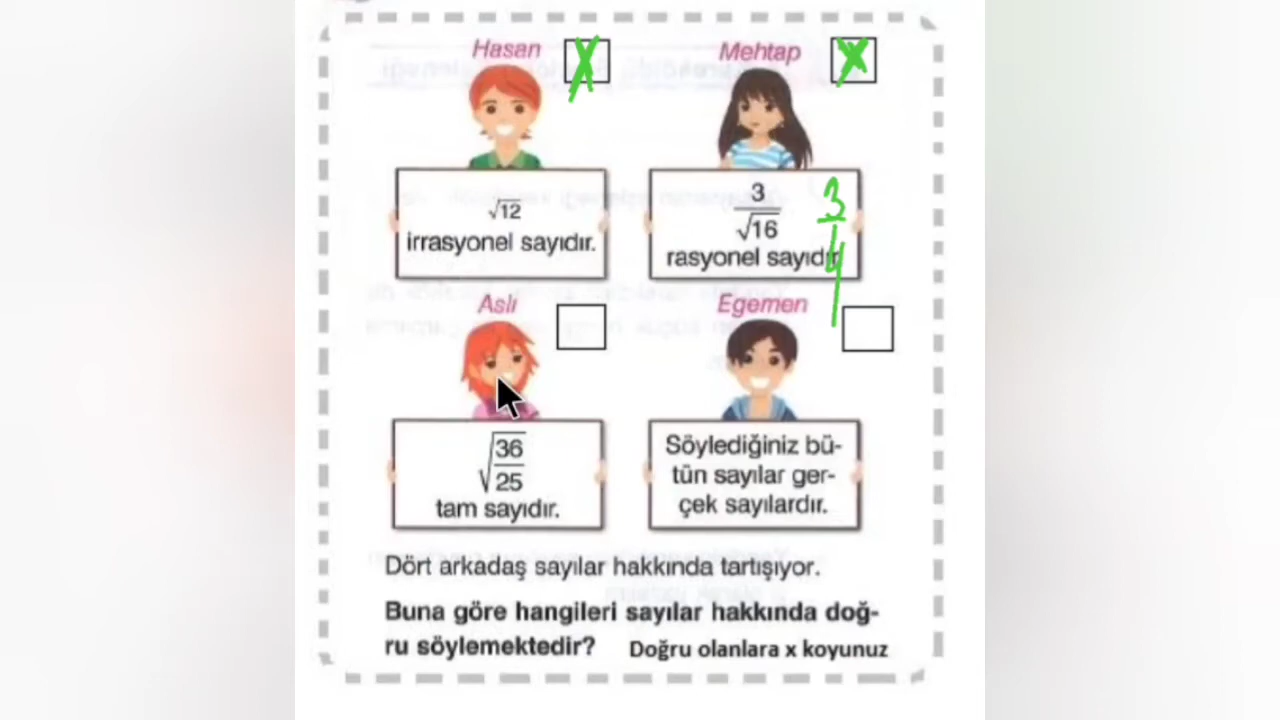 Hasan X
Mehtap X
√12
irrasyonel sayıdır.
3
√16
rasyonel sayıdır.
3
4
Aslı
Egemen
√36
25
tam sayıdır.
Söylediğiniz bü-
tün sayılar ger-
çek sayılardır.
Dört arkadaş sayılar hakkında tartışıyor.
Buna göre hangileri sayılar hakkında doğ-
ru söylemektedir? Doğru olanlara x koyunuz